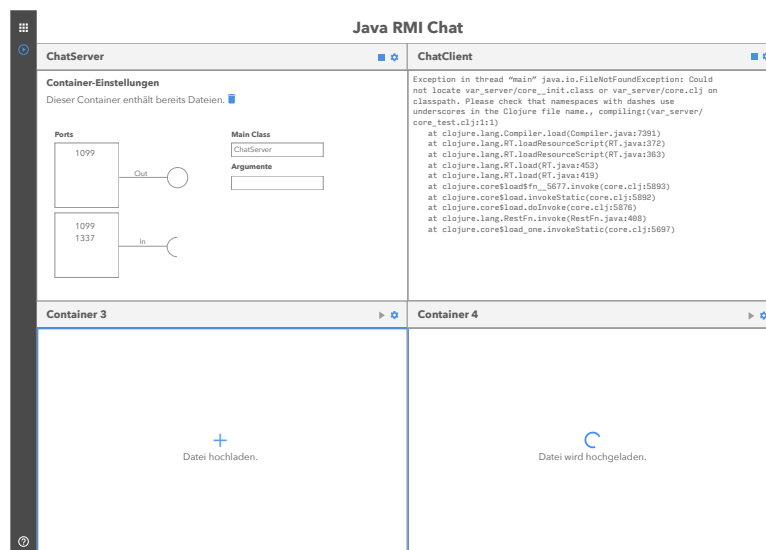 Java RMI Chat
ChatServer
Container-Einstellungen
Dieser Container enthält bereits Dateien.
Ports
1099
Out
1099
1337
In
Main Class
ChatServer
Argumente
ChatClient
Exception in thread “main” java.io.FileNotFoundException: Could
not locate var_server/core__init.class or var_server/core.clj on
classpath. Please check that namespaces with dashes use
underscores in the Clojure file name., compiling:(var_server/
core_test.clj:1:1)
at clojure.lang.Compiler.load(Compiler.java:7391)
at clojure.lang.RT.loadResourceScript(RT.java:372)
at clojure.lang.RT.loadResourceScript(RT.java:363)
at clojure.lang.RT.load(RT.java:453)
at clojure.lang.RT.load(RT.java:419)
at clojure.core$load$fn__5677.invoke(core.clj:5893)
at clojure.core$load.invokeStatic(core.clj:5892)
at clojure.core$load.doInvoke(core.clj:5876)
at clojure.lang.RestFn.invoke(RestFn.java:408)
at clojure.core$load_one.invokeStatic(core.clj:5697)
Container 3
Datei hochladen.
Container 4
Datei wird hochgeladen.